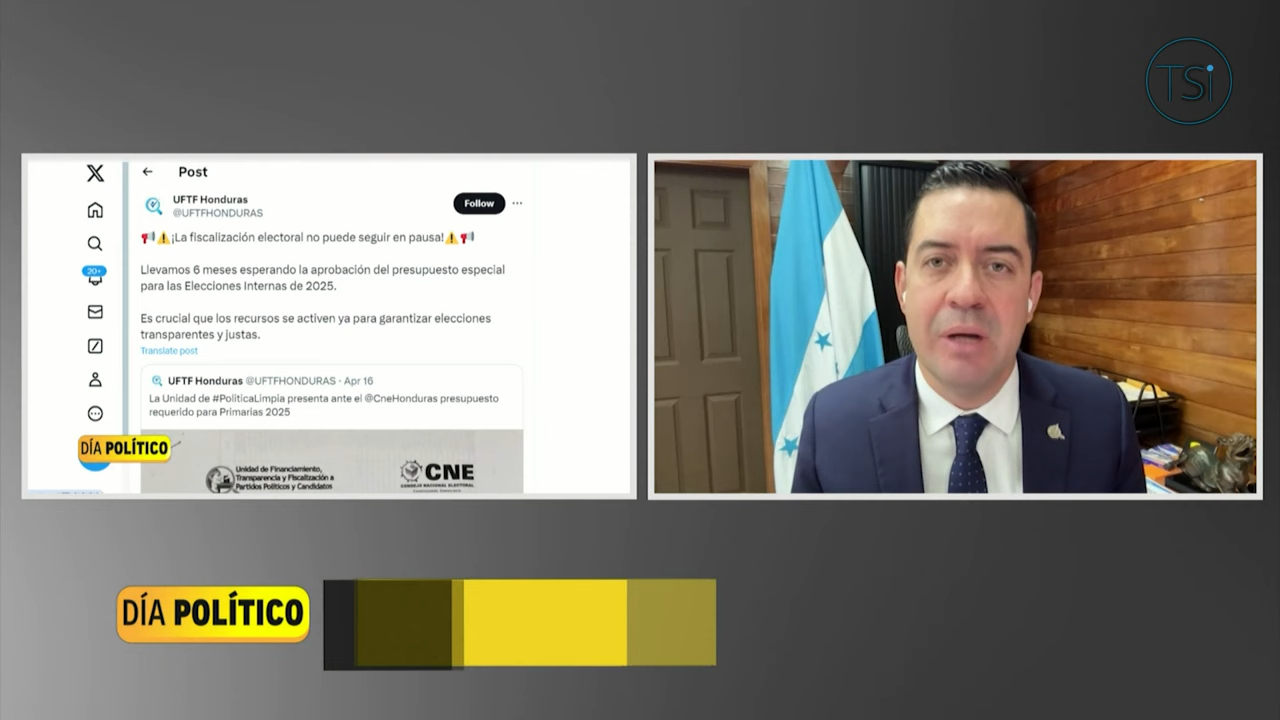 TSi
X
Post
UFTF Honduras
@UFTFHONDURAS
Follow
¡La fiscalización electoral no puede seguir en pausa!
20+
Llevamos 6 meses esperando la aprobación del presupuesto especial
para las Elecciones Internas de 2025.
Es crucial que los recursos se activen ya para garantizar elecciones
transparentes y justas.
Translate post
UFTF Honduras @UFTFHONDURAS · Apr 16
La Unidad de #PoliticaLimpia presenta ante el @CneHonduras presupuesto
requerido para Primarias 2025
DÍA POLÍTICO
Unidad de Financiamiento,
Transparencia y Fiscalización a
Partidos Políticos y Candidatos
CNE
CONSEJO NACIONAL ELECTORAL
DÍA POLÍTICO